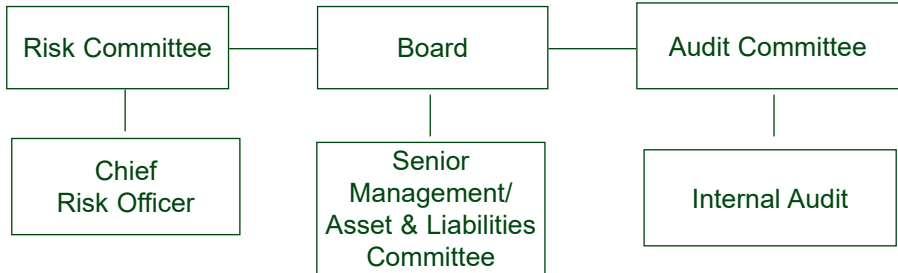 Risk Committee
Board
Audit Committee
Chief
Risk Officer
Senior
Management/
Asset & Liabilities
Committee
Internal Audit